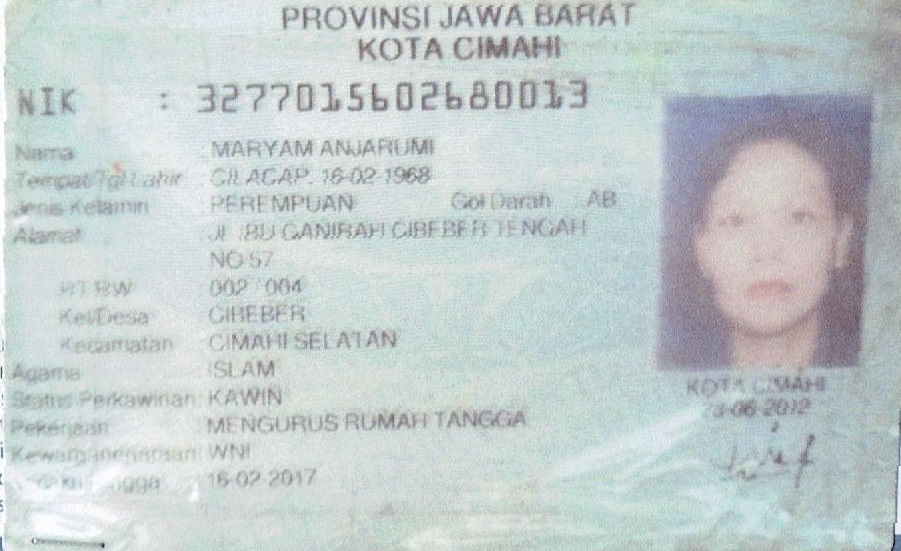 PROVINSI JAWA BARAT
KOTA CIMAHI
NIK : 3277015602680013
Nama MARYAM ANJARUMI
Tempat/Tgl Lahir CILACAP, 16-02-1968
Jenis Kelamin PEREMPUAN Gol Darah : AB
Alamat JL IBU GANIRAH CIBEBER TENGAH
NO 57
RT/RW 002 / 004
Kel/Desa CIBEBER
Kecamatan CIMAHI SELATAN
Agama ISLAM
Status Perkawinan: KAWIN
Pekerjaan : MENGURUS RUMAH TANGGA
Kewarganegaraan: WNI
16-02-2017
KOTA CIMAHI
23-06-2012